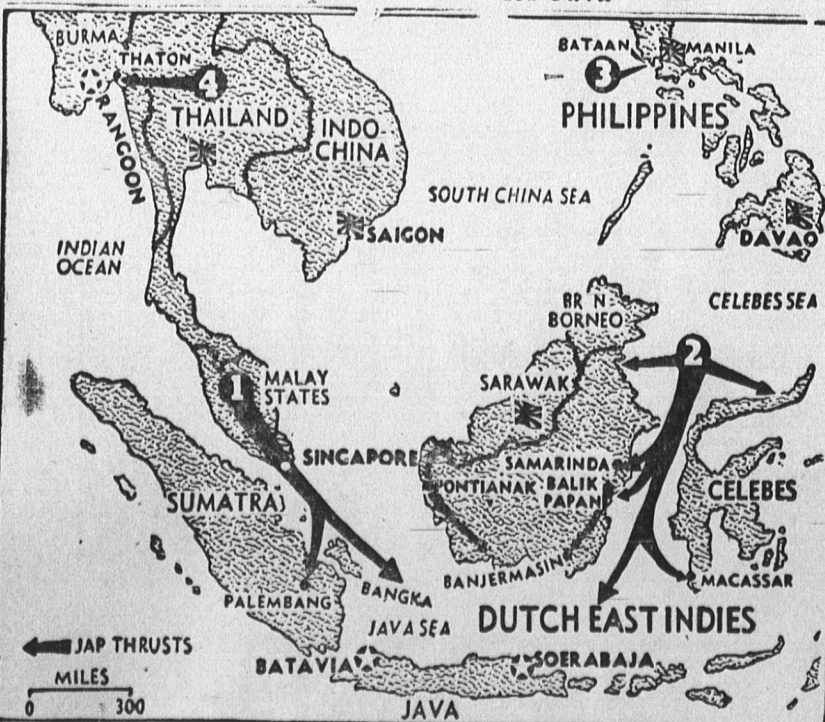 BURMA
THATON
4
RANGOON
THAILAND
INDO-
CHINA
SAIGON
BATAAN
MANILA
3
PHILIPPINES
SOUTH CHINA SEA
DAVAO
INDIAN
OCEAN
CELEBES SEA
BR N
BORNEO
2
1
MALAY
STATES
SARAWAK
SINCAPORE
SAMARINDA
PONTIANAK
BALIK
PAPAN
CELEBES
SUMATRA
BANJERMASIN
MACASSAR
PALEMBANG
BANGKA
JAVA SEA
DUTCH EAST INDIES
JAP THRUSTS
MILES
0 300
BATAVIA
SOERABAJA
JAVA